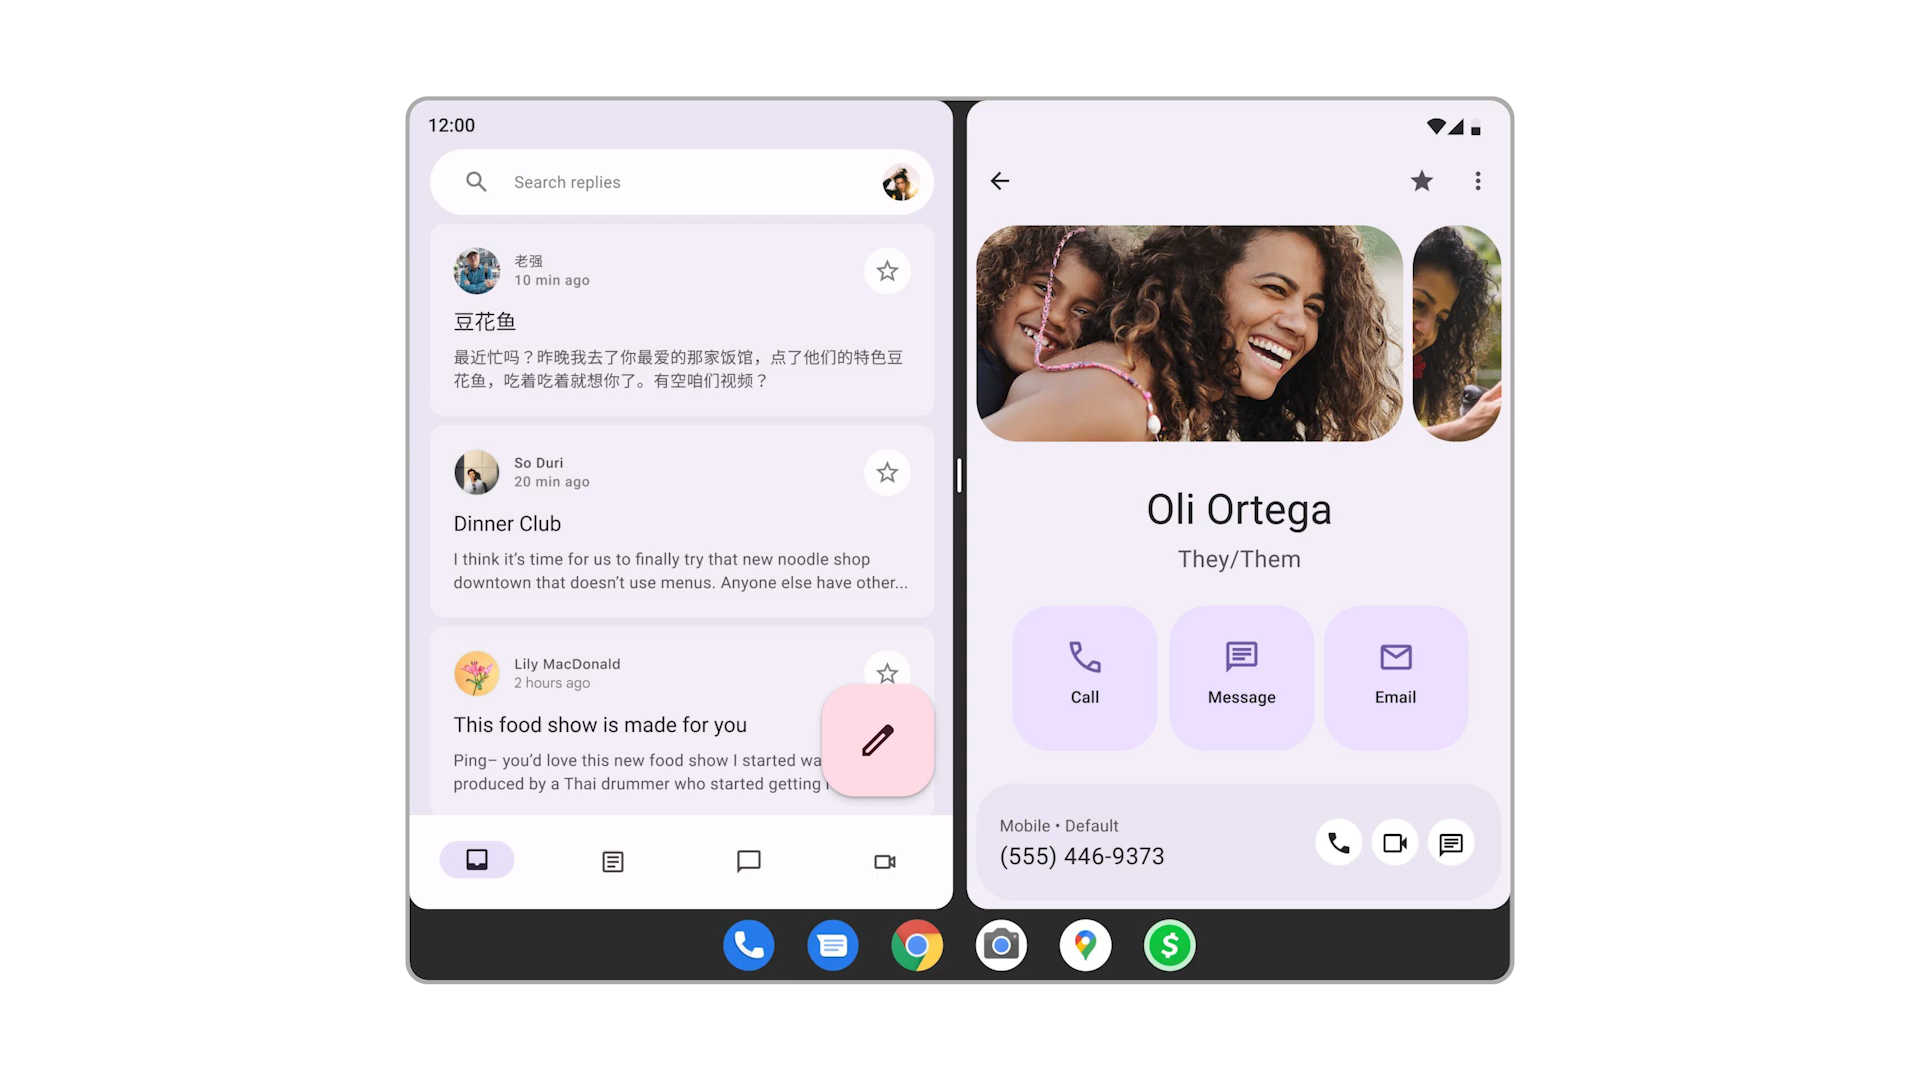 12:00
Search replies
老强
10 min ago
豆花鱼
最近忙吗？昨晚我去了你最爱的那家饭馆，点了他们的特色豆
花鱼，吃着吃着就想你了。有空咱们视频？
So Duri
20 min ago
Dinner Club
I think it’s time for us to finally try that new noodle shop
downtown that doesn’t use menus. Anyone else have other...
Lily MacDonald
2 hours ago
This food show is made for you
Ping– you’d love this new food show I started
produced by a Thai drummer who started getting
Oli Ortega
They/Them
Call
Message
Email
Mobile • Default
(555) 446-9373
$